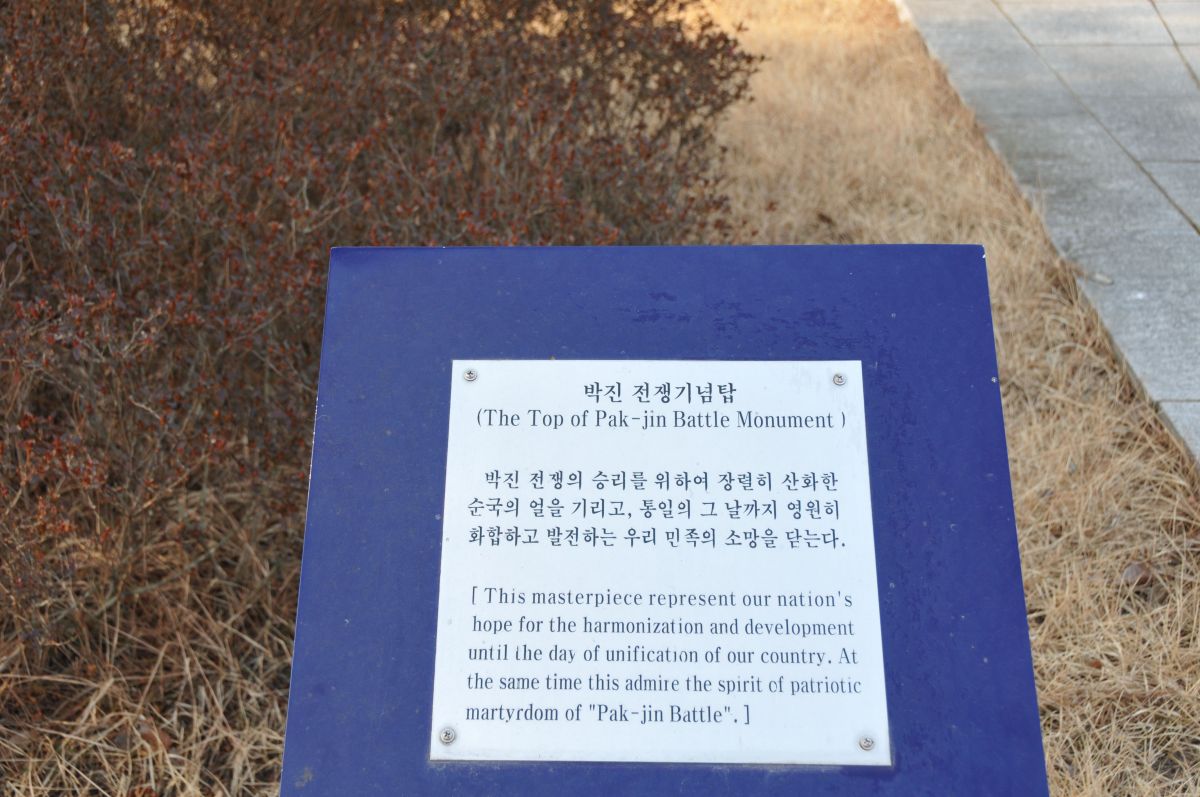 박진 전쟁기념탑
(The Top of Pak-jin Battle Monument )
박진 전쟁의 승리를 위하여 장렬히 산화한
순국의 얼을 기리고, 통일의 그 날까지 영원히
화합하고 발전하는 우리 민족의 소망을 닫는다.
[ This masterpiece represent our nation's
hope for the harmonization and development
until the day of unification of our country. At
the same time this admire the spirit of patriotic
martyrdom of "Pak-jin Battle". ]